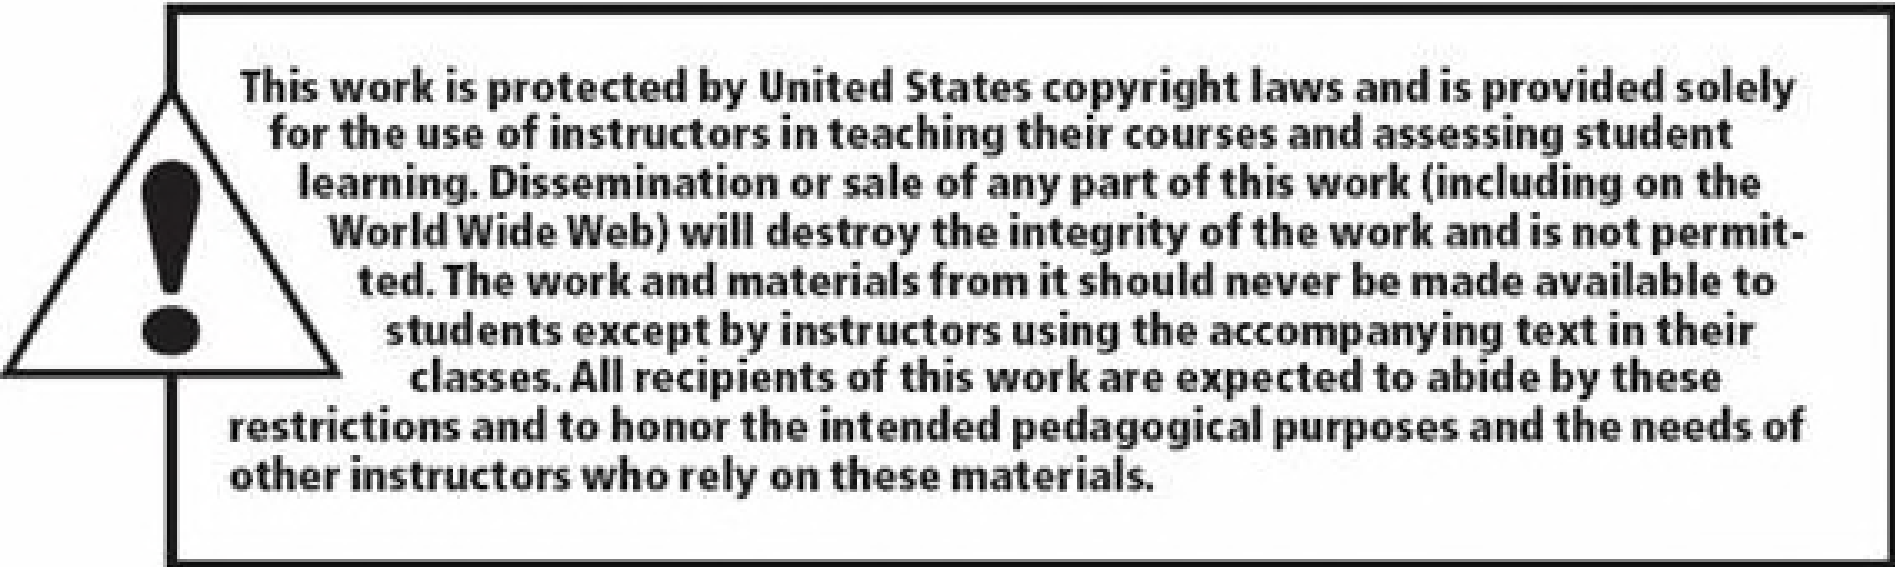 This work is protected by United States copyright laws and is provided solely
for the use of instructors in teaching their courses and assessing student
learning. Dissemination or sale of any part of this work (including on the
World Wide Web) will destroy the integrity of the work and is not permit-
ted. The work and materials from it should never be made available to
students except by instructors using the accompanying text in their
classes. All recipients of this work are expected to abide by these
restrictions and to honor the intended pedagogical purposes and the needs of
other instructors who rely on these materials.